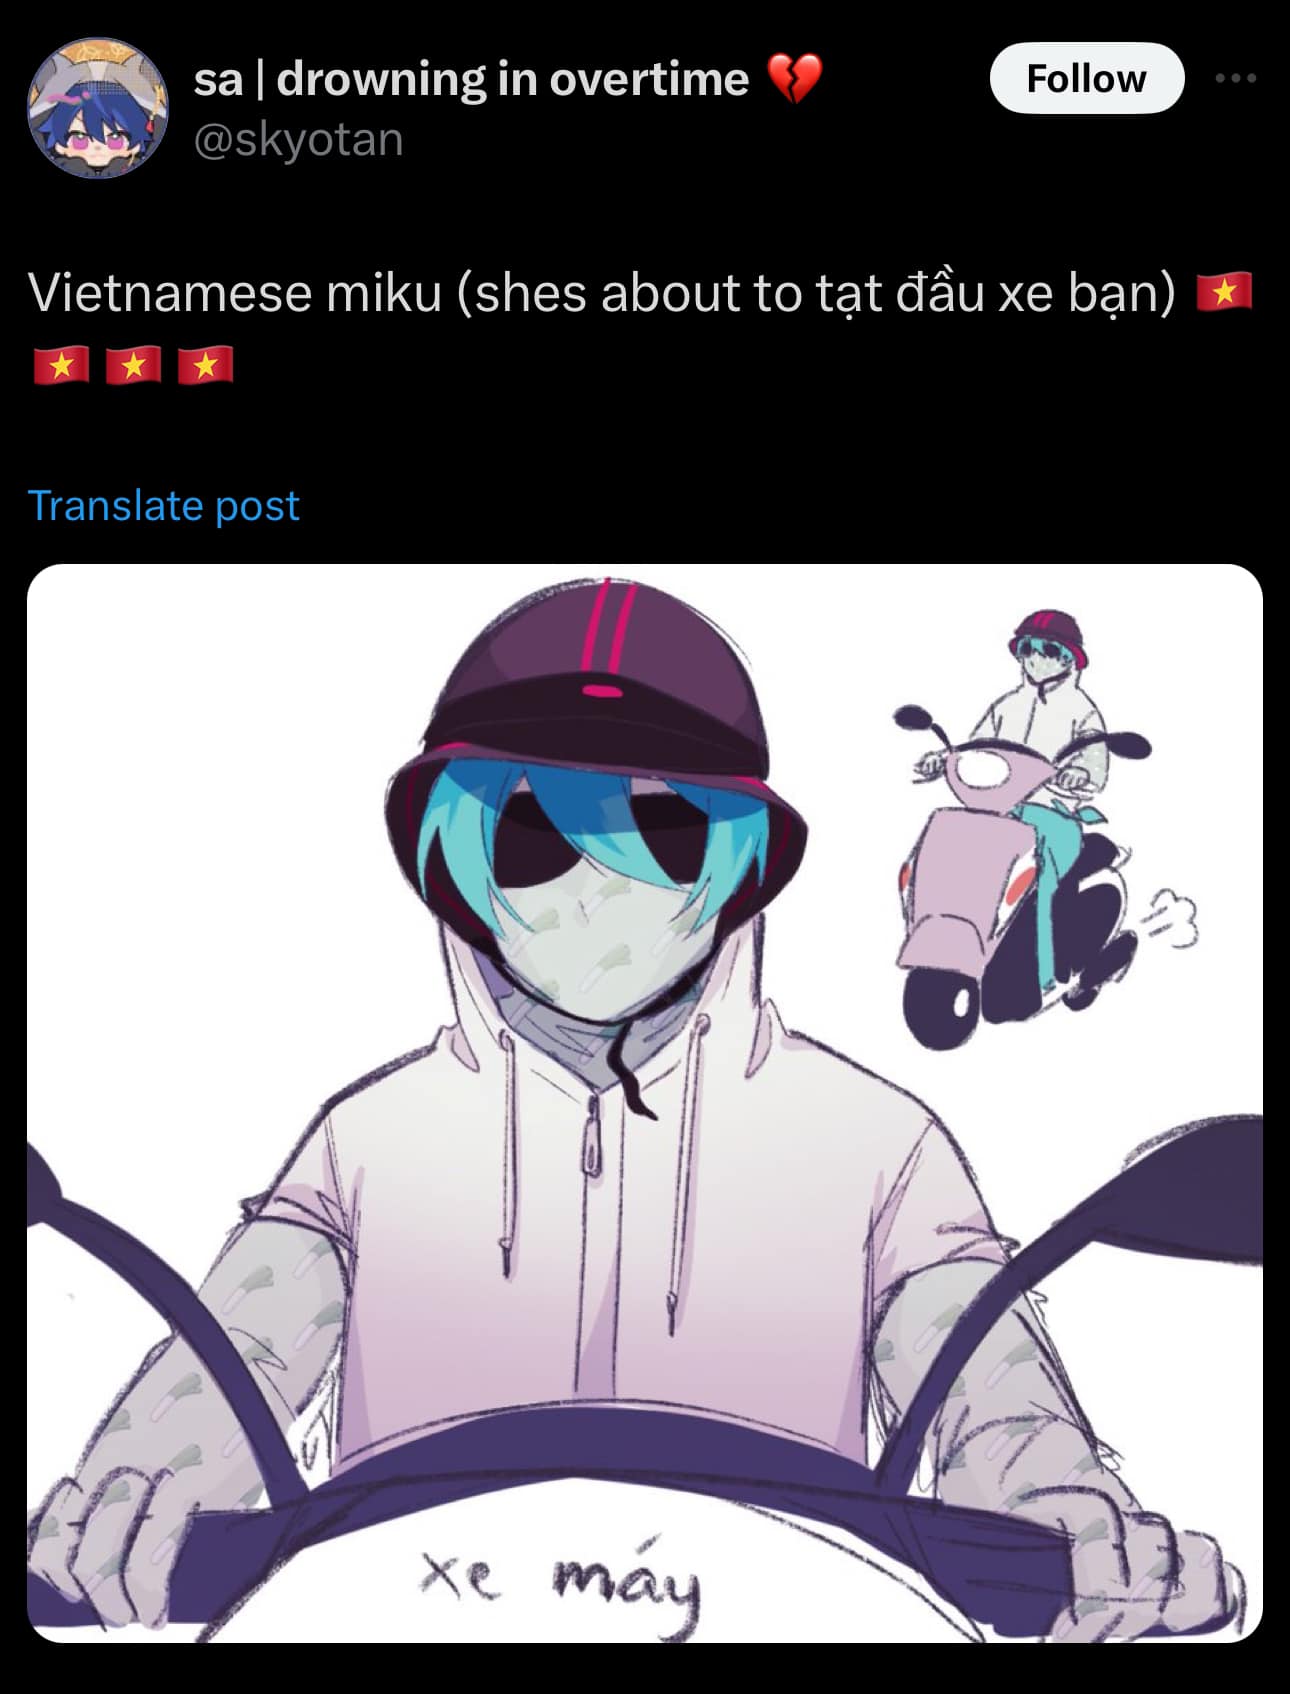 sa | drowning in overtime 💔
@skyotan
Follow
Vietnamese miku (shes about to tạt đầu xe bạn) 🇻🇳
🇻🇳 🇻🇳 🇻🇳
Translate post
xe máy